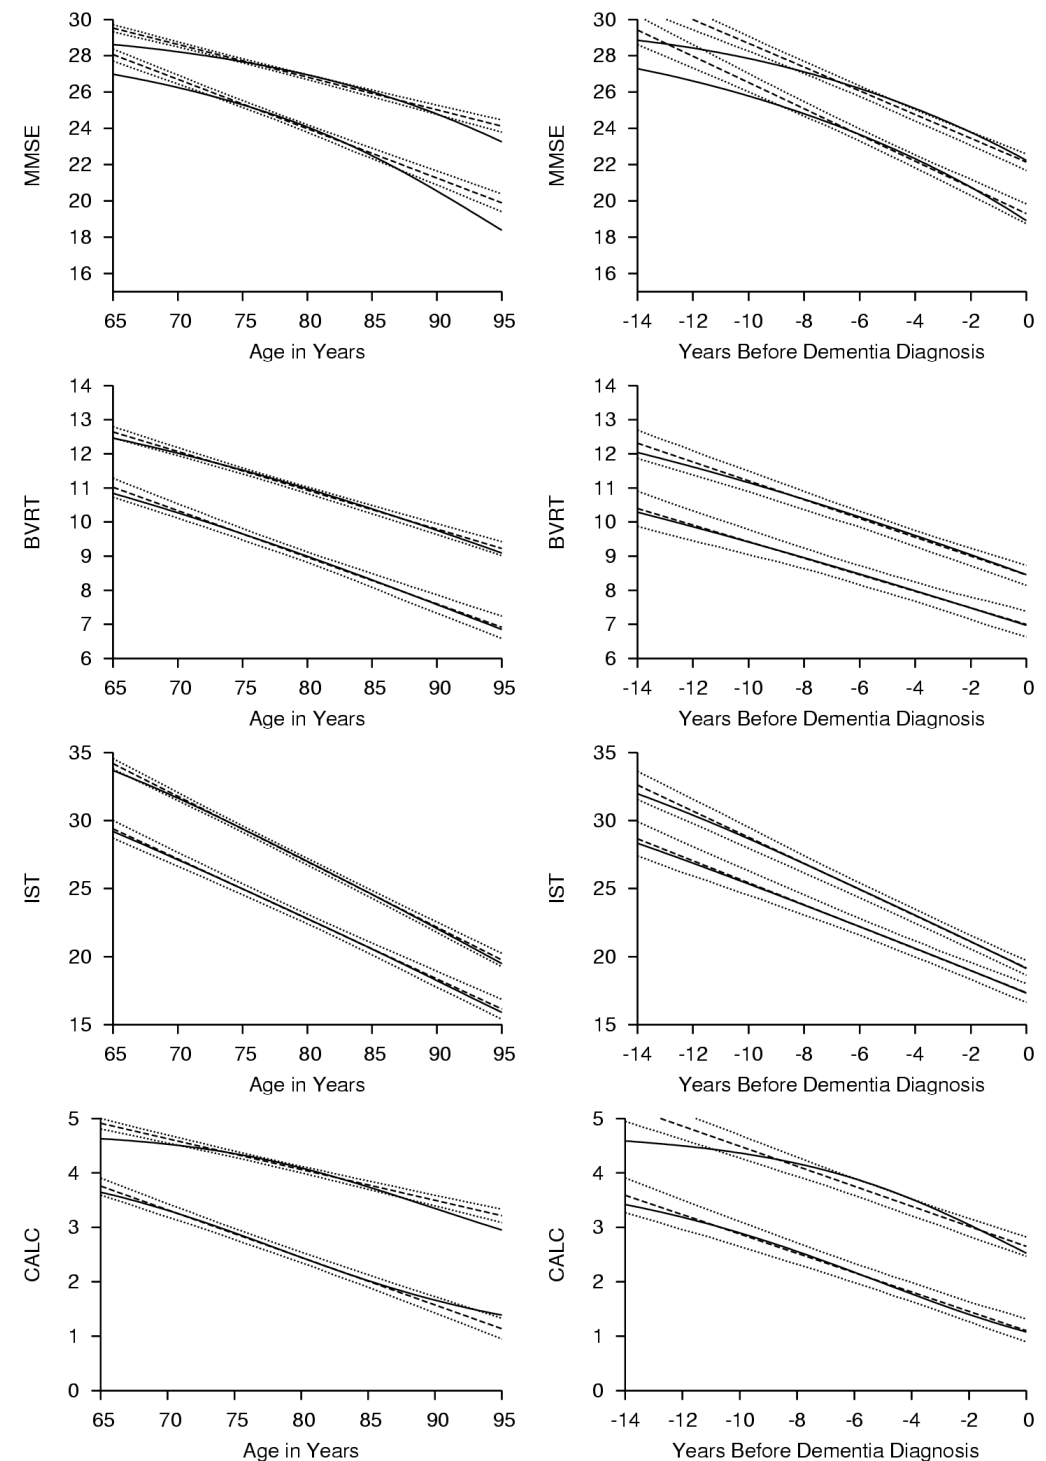 30
28
26
24
22
20
18
16
MMSE
65 70 75 80 85 90 95
Age in Years
30
28
26
24
22
20
18
16
MMSE
-14 -12 -10 -8 -6 -4 -2 0
Years Before Dementia Diagnosis
14
13
12
11
10
9
8
7
6
BVRT
65 70 75 80 85 90 95
Age in Years
14
13
12
11
10
9
8
7
6
BVRT
-14 -12 -10 -8 -6 -4 -2 0
Years Before Dementia Diagnosis
35
30
25
20
15
IST
65 70 75 80 85 90 95
Age in Years
35
30
25
20
15
IST
-14 -12 -10 -8 -6 -4 -2 0
Years Before Dementia Diagnosis
5
4
3
2
1
0
CALC
65 70 75 80 85 90 95
Age in Years
5
4
3
2
1
0
CALC
-14 -12 -10 -8 -6 -4 -2 0
Years Before Dementia Diagnosis